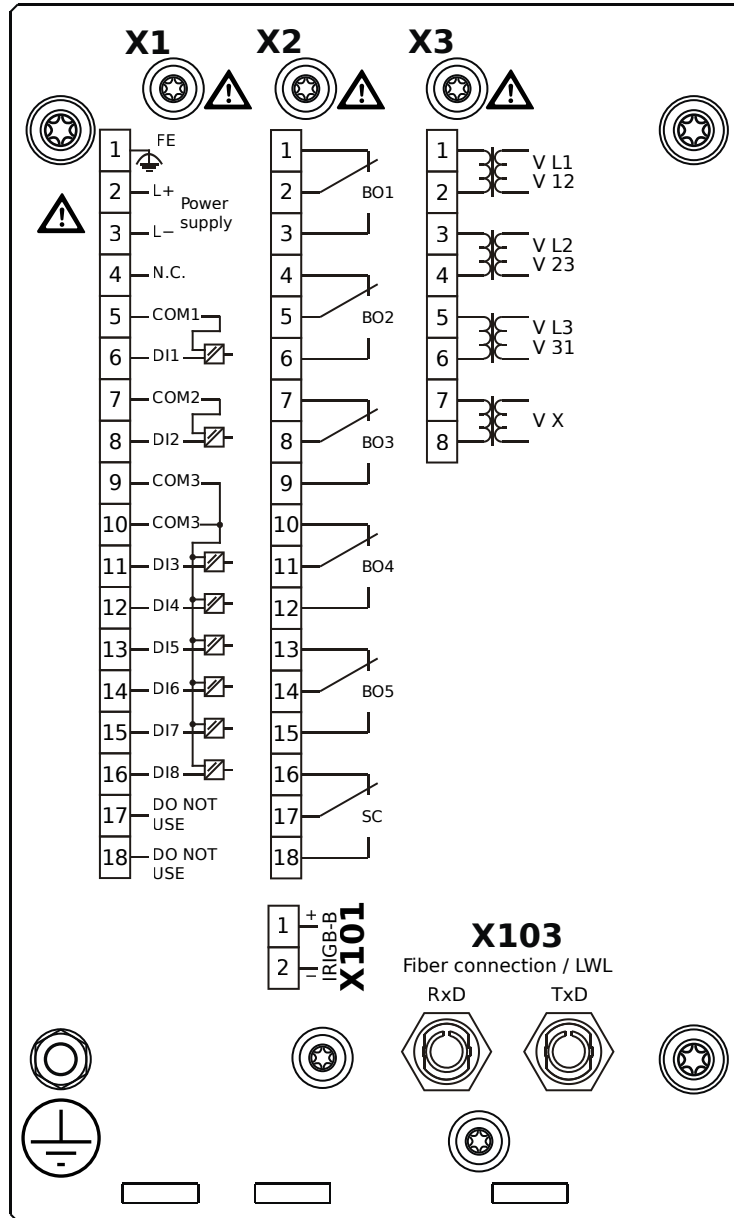 X1
X2
X3
1 FE
2 L+
3 L−
Power
supply
4 N.C.
5 COM1
6 DI1
7 COM2
8 DI2
9 COM3
10 COM3
11 DI3
12 DI4
13 DI5
14 DI6
15 DI7
16 DI8
17 DO NOT
USE
18 DO NOT
USE
1
2 BO1
3
4
5 BO2
6
7
8 BO3
9
10
11 BO4
12
13
14 BO5
15
16
17 SC
18
1 V L1
2 V 12
3 V L2
4 V 23
5 V L3
6 V 31
7
8
V X
1 +
2 −
IRIGB-B
X101
X103
Fiber connection / LWL
RxD TxD